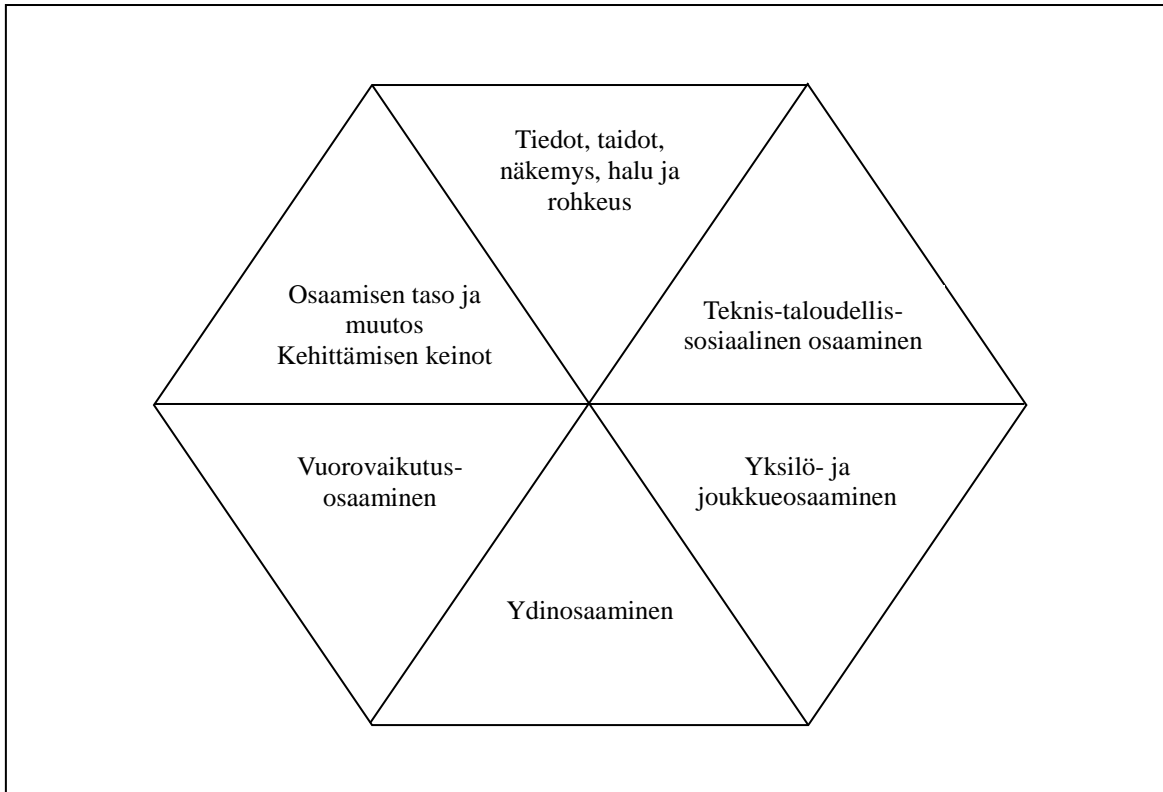 Tiedot, taidot,
näkemys, halu ja
rohkeus
Osaamisen taso ja
muutos
Kehittämisen keinot
Teknis-taloudellis-
sosiaalinen osaaminen
Vuorovaikutus-
osaaminen
Yksilö- ja
joukkueosaaminen
Ydinosaaminen